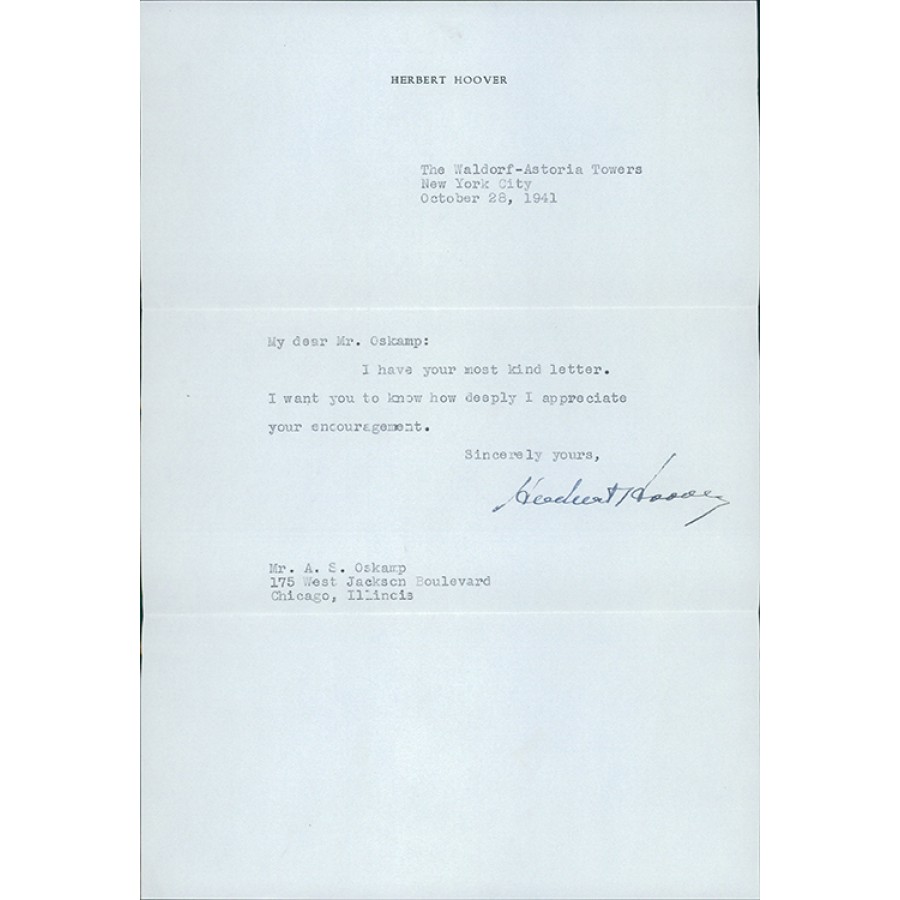 HERBERT HOOVER
The Waldorf-Astoria Towers
New York City
October 28, 1941
My dear Mr. Oskamp:
I have your most kind letter.
I want you to know how deeply I appreciate
your encouragement.
Sincerely yours,
Herbert Hoover
Mr. A. S. Oskamp
175 West Jackson Boulevard
Chicago, Illinois